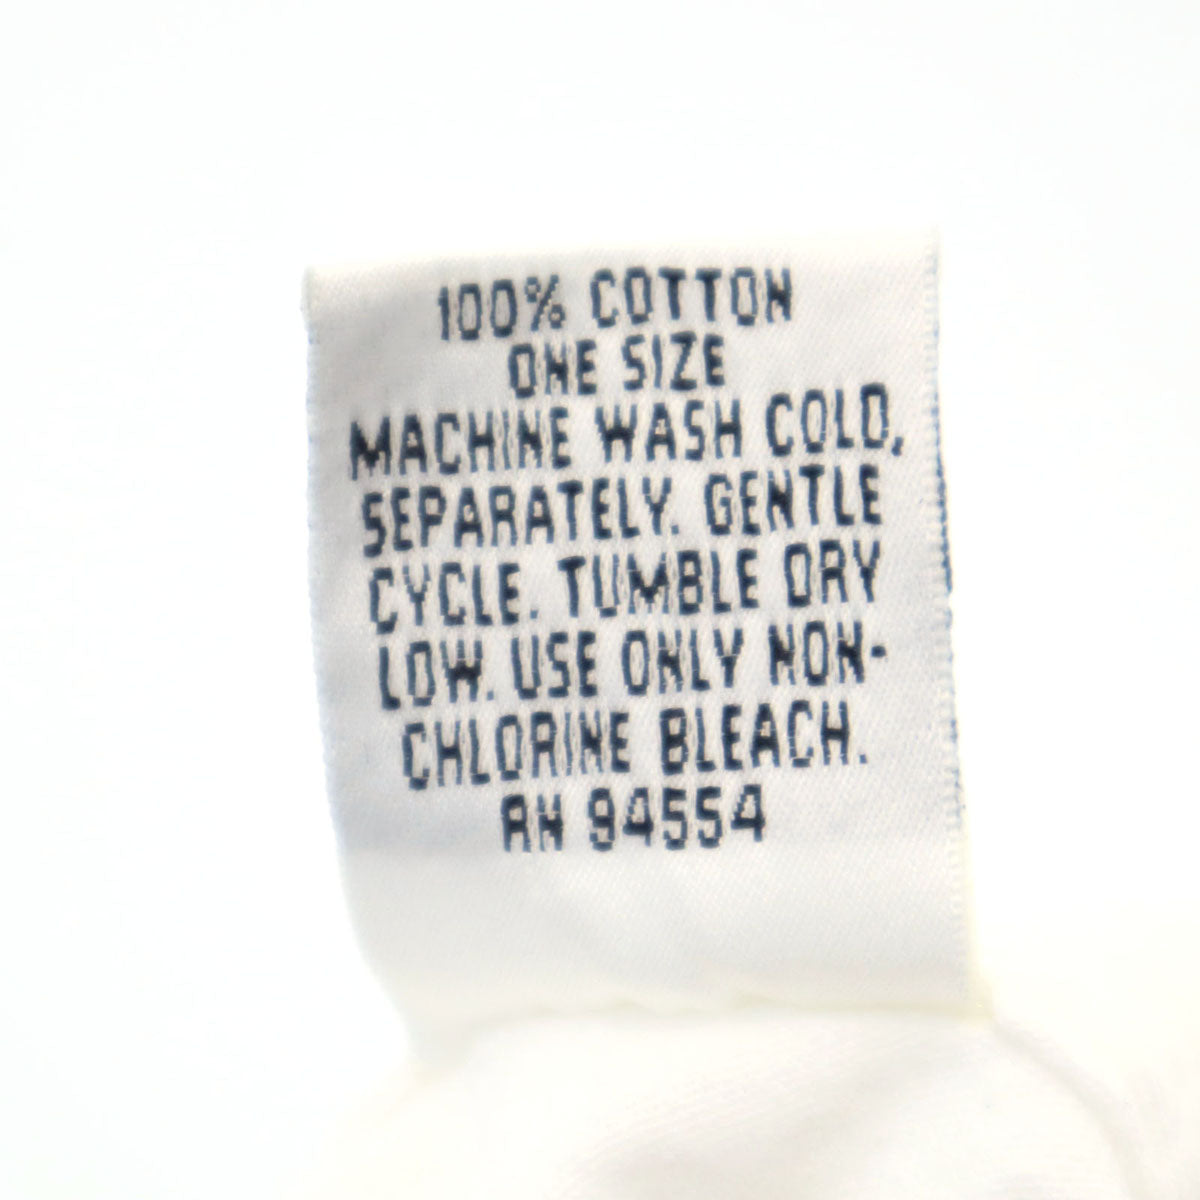 100% COTTON
ONE SIZE
MACHINE WASH COLD,
SEPARATELY. GENTLE
CYCLE. TUMBLE DRY
LOW. USE ONLY NON-
CHLORINE BLEACH.
RN 94554